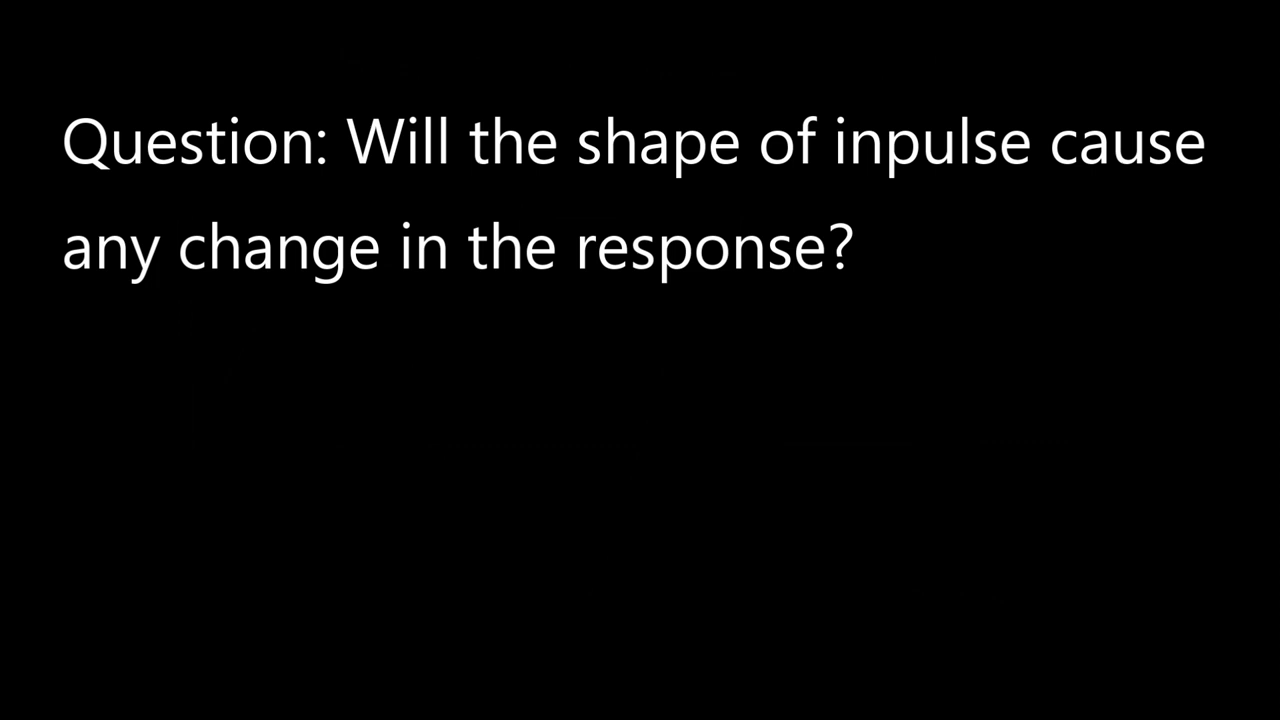 Question: Will the shape of inpulse cause
any change in the response?